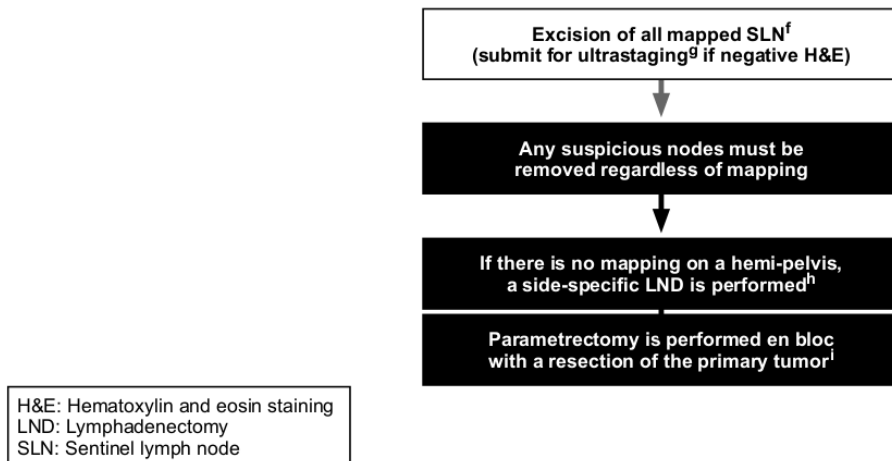 Excision of all mapped SLNf
(submit for ultrastagingg if negative H&E)
Any suspicious nodes must be
removed regardless of mapping
If there is no mapping on a hemi-pelvis,
a side-specific LND is performedh
Parametrectomy is performed en bloc
with a resection of the primary tumori
H&E: Hematoxylin and eosin staining
LND: Lymphadenectomy
SLN: Sentinel lymph node